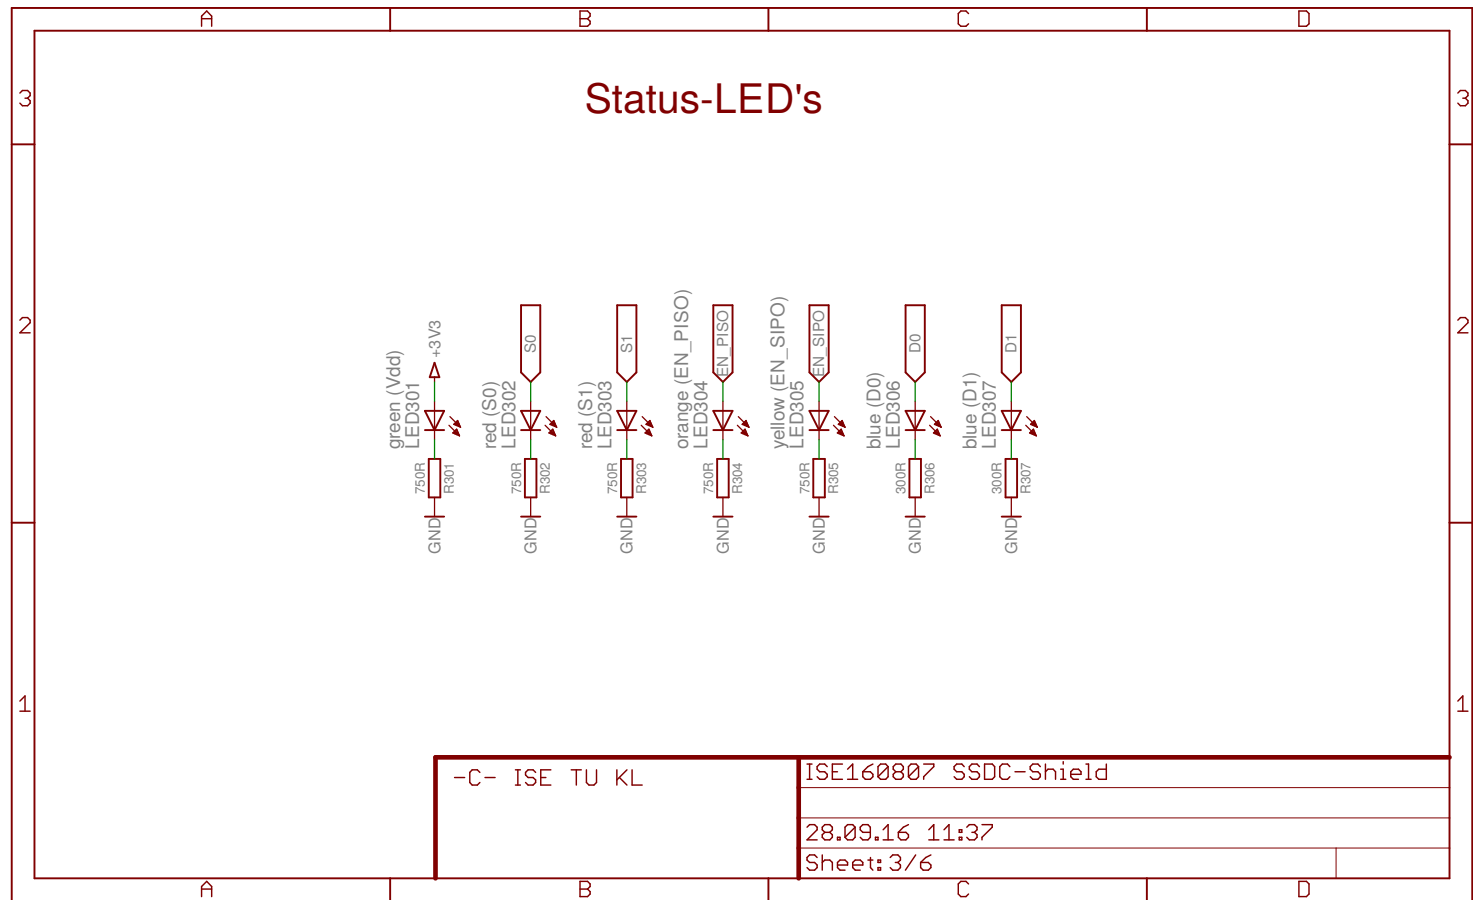 A B C D
3 3
Status-LED's
2 2
green (Vdd)
LED301
+3V3
750R
R301
GND
red (S0)
LED302
S0
750R
R302
GND
red (S1)
LED303
S1
750R
R303
GND
orange (EN_PISO)
LED304
EN_PISO
750R
R304
GND
yellow (EN_SIPO)
LED305
EN_SIPO
750R
R305
GND
blue (D0)
LED306
D0
300R
R306
GND
blue (D1)
LED307
D1
300R
R307
GND
1 1
-C- ISE TU KL
ISE160807 SSDC-Shield
28.09.16 11:37
Sheet: 3/6
A B C D